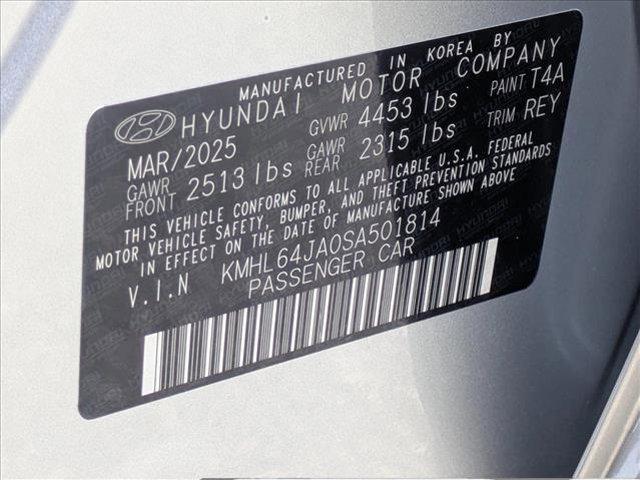 MANUFACTURED IN KOREA BY
HYUNDAI MOTOR COMPANY
MAR/2025 GVWR 4453 lbs PAINT T4A
GAWR FRONT 2513 lbs GAWR REAR 2315 lbs TRIM REY
THIS VEHICLE CONFORMS TO ALL APPLICABLE U.S.A. FEDERAL
MOTOR VEHICLE SAFETY, BUMPER, AND THEFT PREVENTION STANDARDS
IN EFFECT ON THE DATE OF MANUFACTURE SHOWN ABOVE
V.I.N KMHL64JA0SA501814
PASSENGER CAR